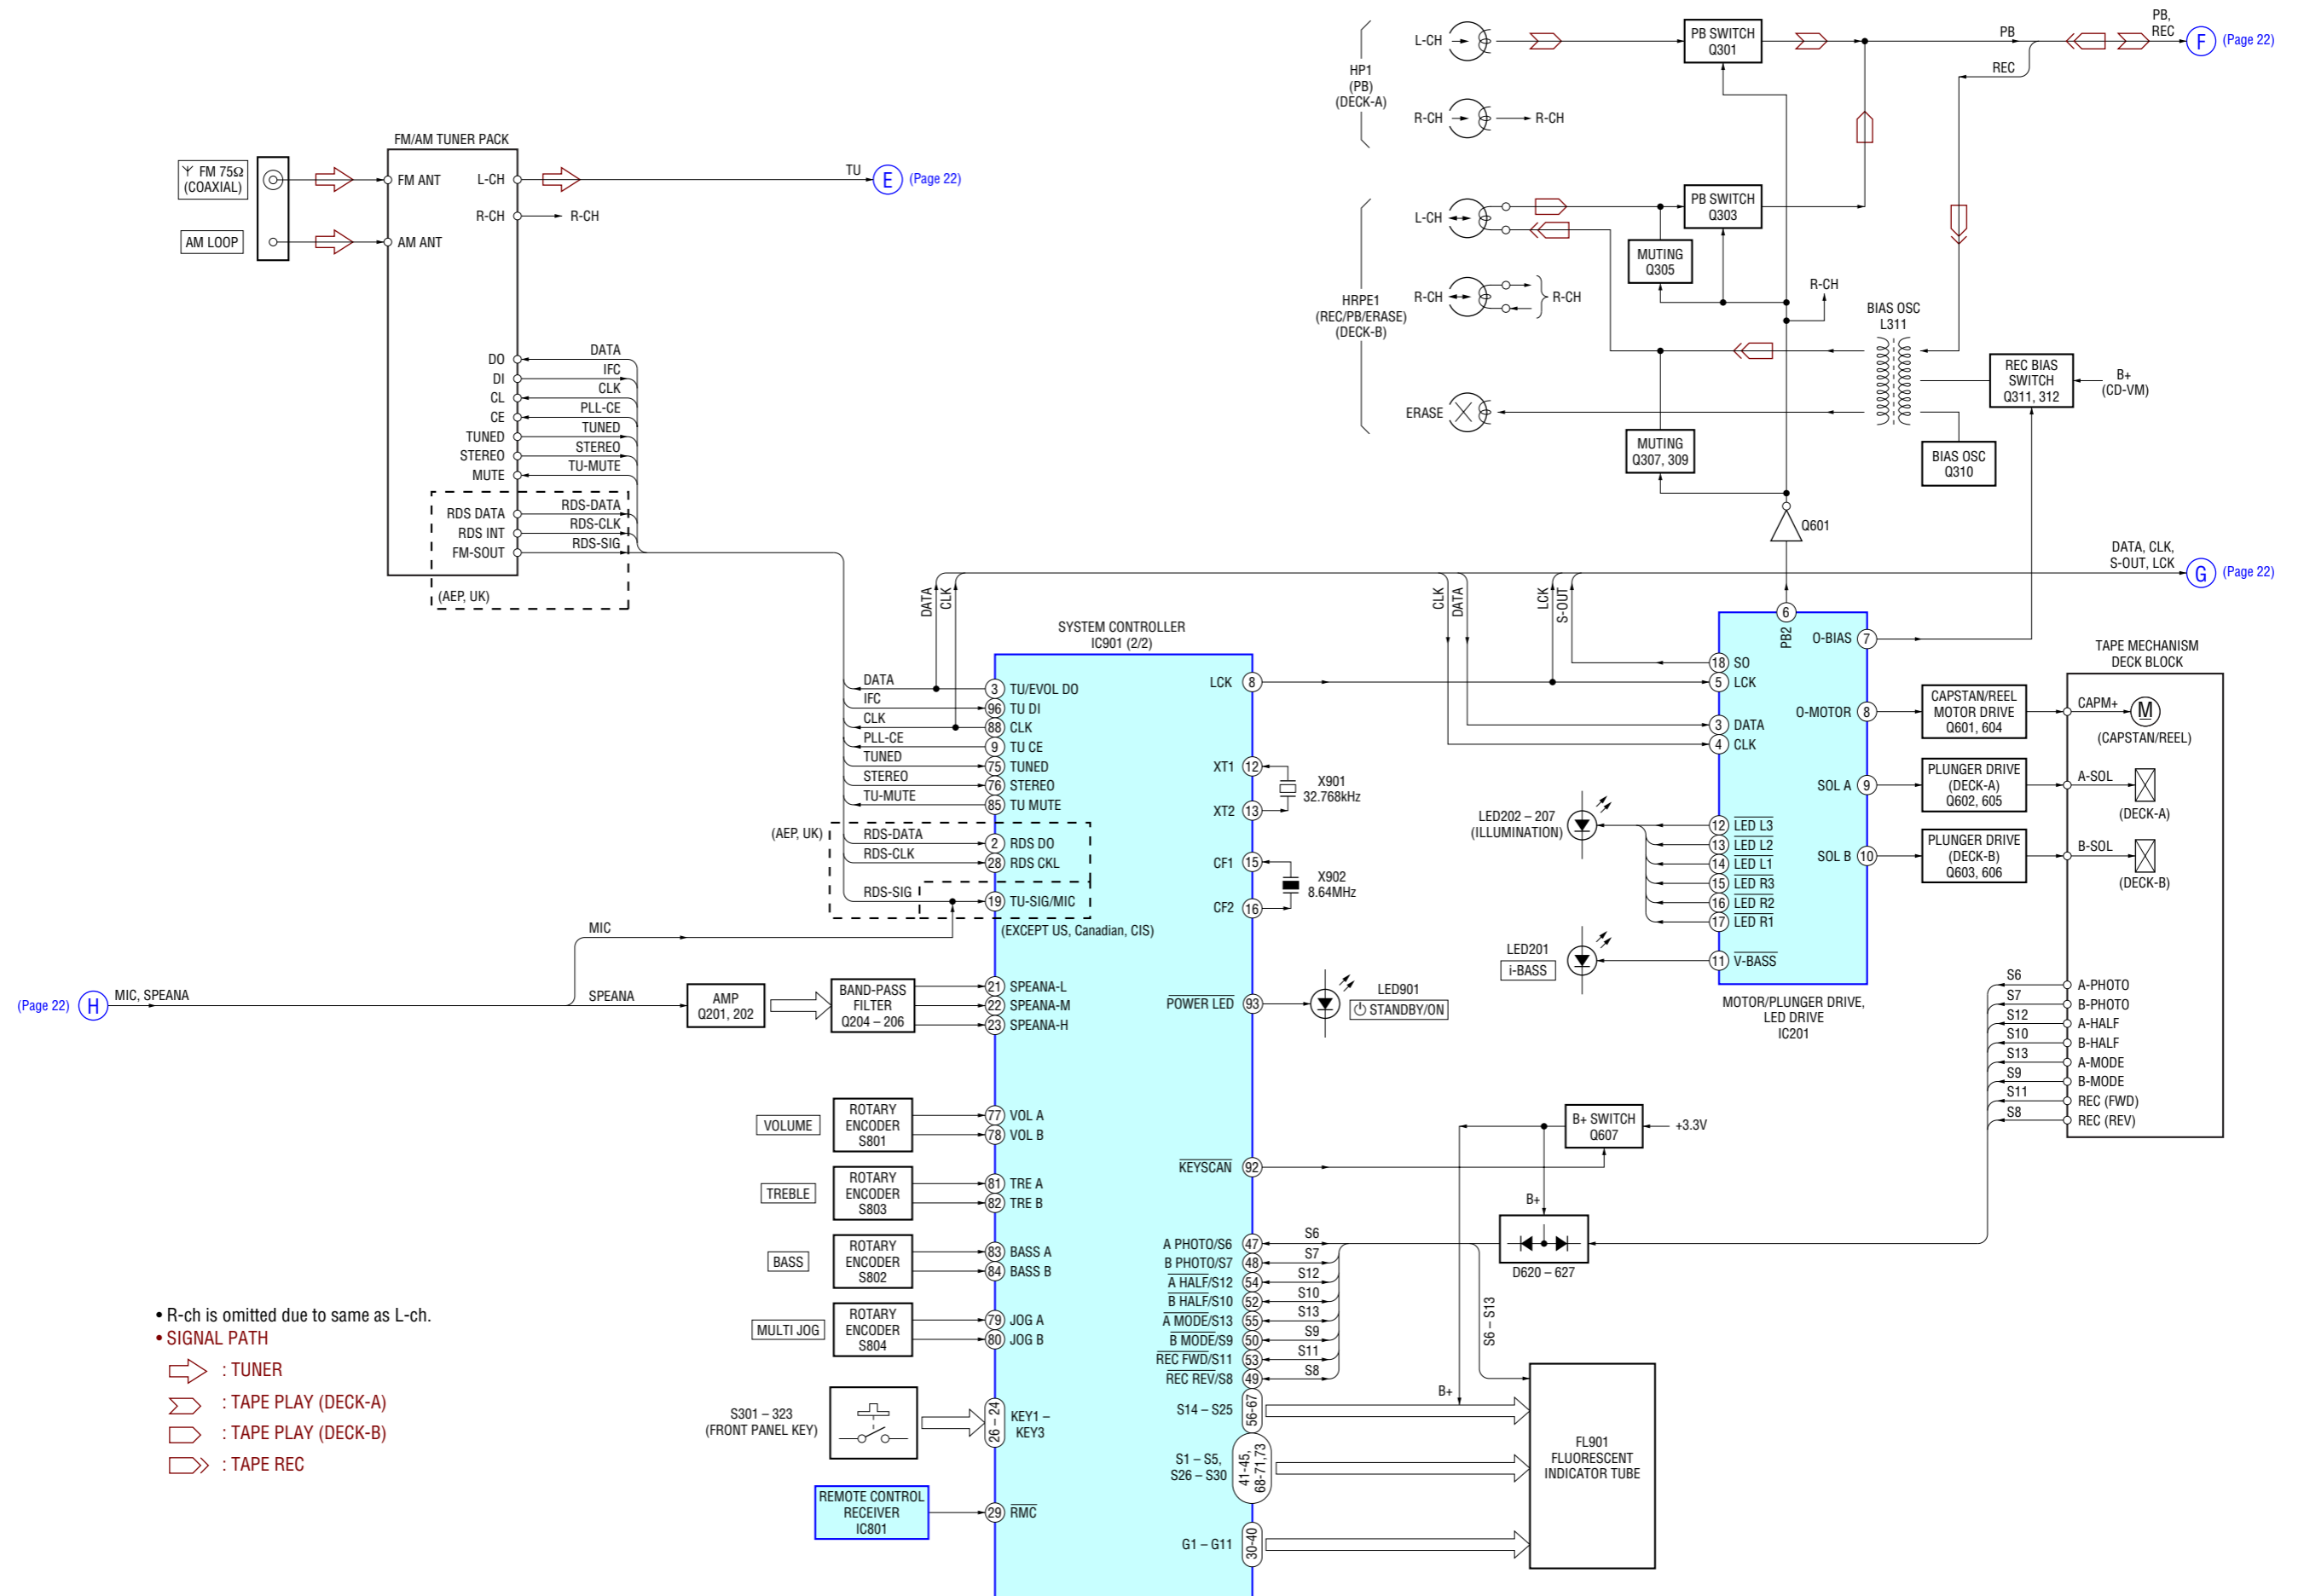 FM/AM TUNER PACK
FM 75Ω
(COAXIAL)
AM LOOP
FM ANT
AM ANT
L-CH
R-CH
R-CH
TU
E
(Page 22)
DO
DI
CL
CE
TUNED
STEREO
MUTE
DATA
IFC
CLK
PLL-CE
TUNED
STEREO
TU-MUTE
RDS DATA
RDS INT
FM-SOUT
RDS-DATA
RDS-CLK
RDS-SIG
(AEP, UK)
HP1
(PB)
(DECK-A)
L-CH
R-CH
R-CH
PB SWITCH
Q301
PB
REC
PB,
REC
F
(Page 22)
HRPE1
(REC/PB/ERASE)
(DECK-B)
L-CH
R-CH
R-CH
ERASE
PB SWITCH
Q303
MUTING
Q305
R-CH
MUTING
Q307, 309
BIAS OSC
L311
REC BIAS
SWITCH
Q311, 312
B+
(CD-VM)
BIAS OSC
Q310
Q601
DATA, CLK,
S-OUT, LCK
G
(Page 22)
DATA
CLK
CLK
DATA
LCK
S-OUT
SYSTEM CONTROLLER
IC901 (2/2)
DATA
IFC
CLK
PLL-CE
TUNED
STEREO
TU-MUTE
RDS-DATA
RDS-CLK
RDS-SIG
(AEP, UK)
3 TU/EVOL DO
96 TU DI
88 CLK
9 TU CE
75 TUNED
76 STEREO
85 TU MUTE
2 RDS DO
28 RDS CKL
19 TU-SIG/MIC
(EXCEPT US, Canadian, CIS)
MIC
(Page 22)
H
MIC, SPEANA
SPEANA
AMP
Q201, 202
BAND-PASS
FILTER
Q204 – 206
21 SPEANA-L
22 SPEANA-M
23 SPEANA-H
VOLUME
ROTARY
ENCODER
S801
77 VOL A
78 VOL B
TREBLE
ROTARY
ENCODER
S803
81 TRE A
82 TRE B
BASS
ROTARY
ENCODER
S802
83 BASS A
84 BASS B
MULTI JOG
ROTARY
ENCODER
S804
79 JOG A
80 JOG B
S301 – 323
(FRONT PANEL KEY)
26 – 24
KEY1 –
KEY3
REMOTE CONTROL
RECEIVER
IC801
29 RMC
LCK 8
XT1 12
XT2 13
X901
32.768kHz
CF1 15
CF2 16
X902
8.64MHz
POWER LED 93
LED901
STANDBY/ON
KEYSCAN 92
B+ SWITCH
Q607
+3.3V
B+
D620 – 627
A PHOTO/S6 47 S6
B PHOTO/S7 48 S7
A HALF/S12 54 S12
B HALF/S10 52 S10
A MODE/S13 55 S13
B MODE/S9 50 S9
REC FWD/S11 53 S11
REC REV/S8 49 S8
S6 – S13
B+
S14 – S25
56-67
S1 – S5,
S26 – S30
41-45,
68-71,73
G1 – G11
30-40
FL901
FLUORESCENT
INDICATOR TUBE
6
PB2
O-BIAS 7
18 SO
5 LCK
O-MOTOR 8
3 DATA
4 CLK
SOL A 9
SOL B 10
12 LED L3
13 LED L2
14 LED L1
15 LED R3
16 LED R2
17 LED R1
11 V-BASS
LED202 – 207
(ILLUMINATION)
LED201
i-BASS
MOTOR/PLUNGER DRIVE,
LED DRIVE
IC201
CAPSTAN/REEL
MOTOR DRIVE
Q601, 604
PLUNGER DRIVE
(DECK-A)
Q602, 605
PLUNGER DRIVE
(DECK-B)
Q603, 606
TAPE MECHANISM
DECK BLOCK
CAPM+
M
(CAPSTAN/REEL)
A-SOL
(DECK-A)
B-SOL
(DECK-B)
S6 A-PHOTO
S7 B-PHOTO
S12 A-HALF
S10 B-HALF
S13 A-MODE
S9 B-MODE
S11 REC (FWD)
S8 REC (REV)
• R-ch is omitted due to same as L-ch.
• SIGNAL PATH
: TUNER
: TAPE PLAY (DECK-A)
: TAPE PLAY (DECK-B)
: TAPE REC